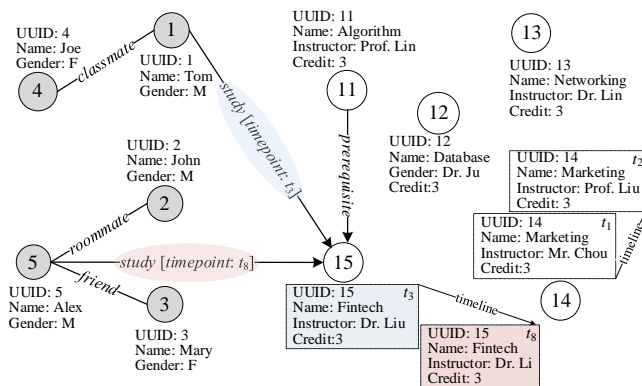 UUID: 4
Name: Joe
Gender: F
4
classmate
1
UUID: 1
Name: Tom
Gender: M
study [timepoint: t3]
UUID: 11
Name: Algorithm
Instructor: Prof. Lin
Credit: 3
11
prerequisite
12
UUID: 12
Name: Database
Gender: Dr. Ju
Credit:3
13
UUID: 13
Name: Networking
Instructor: Dr. Lin
Credit: 3
UUID: 14 t2
Name: Marketing
Instructor: Prof. Liu
Credit: 3
UUID: 14 t1
Name: Marketing
Instructor: Mr. Chou
Credit:3
timeline
14
UUID: 2
Name: John
Gender: M
2
roommate
5
study [timepoint: t8]
15
friend
3
UUID: 5
Name: Alex
Gender: M
UUID: 3
Name: Mary
Gender: F
UUID: 15 t3
Name: Fintech
Instructor: Dr. Liu
Credit:3
timeline
UUID: 15 t8
Name: Fintech
Instructor: Dr. Li
Credit: 3